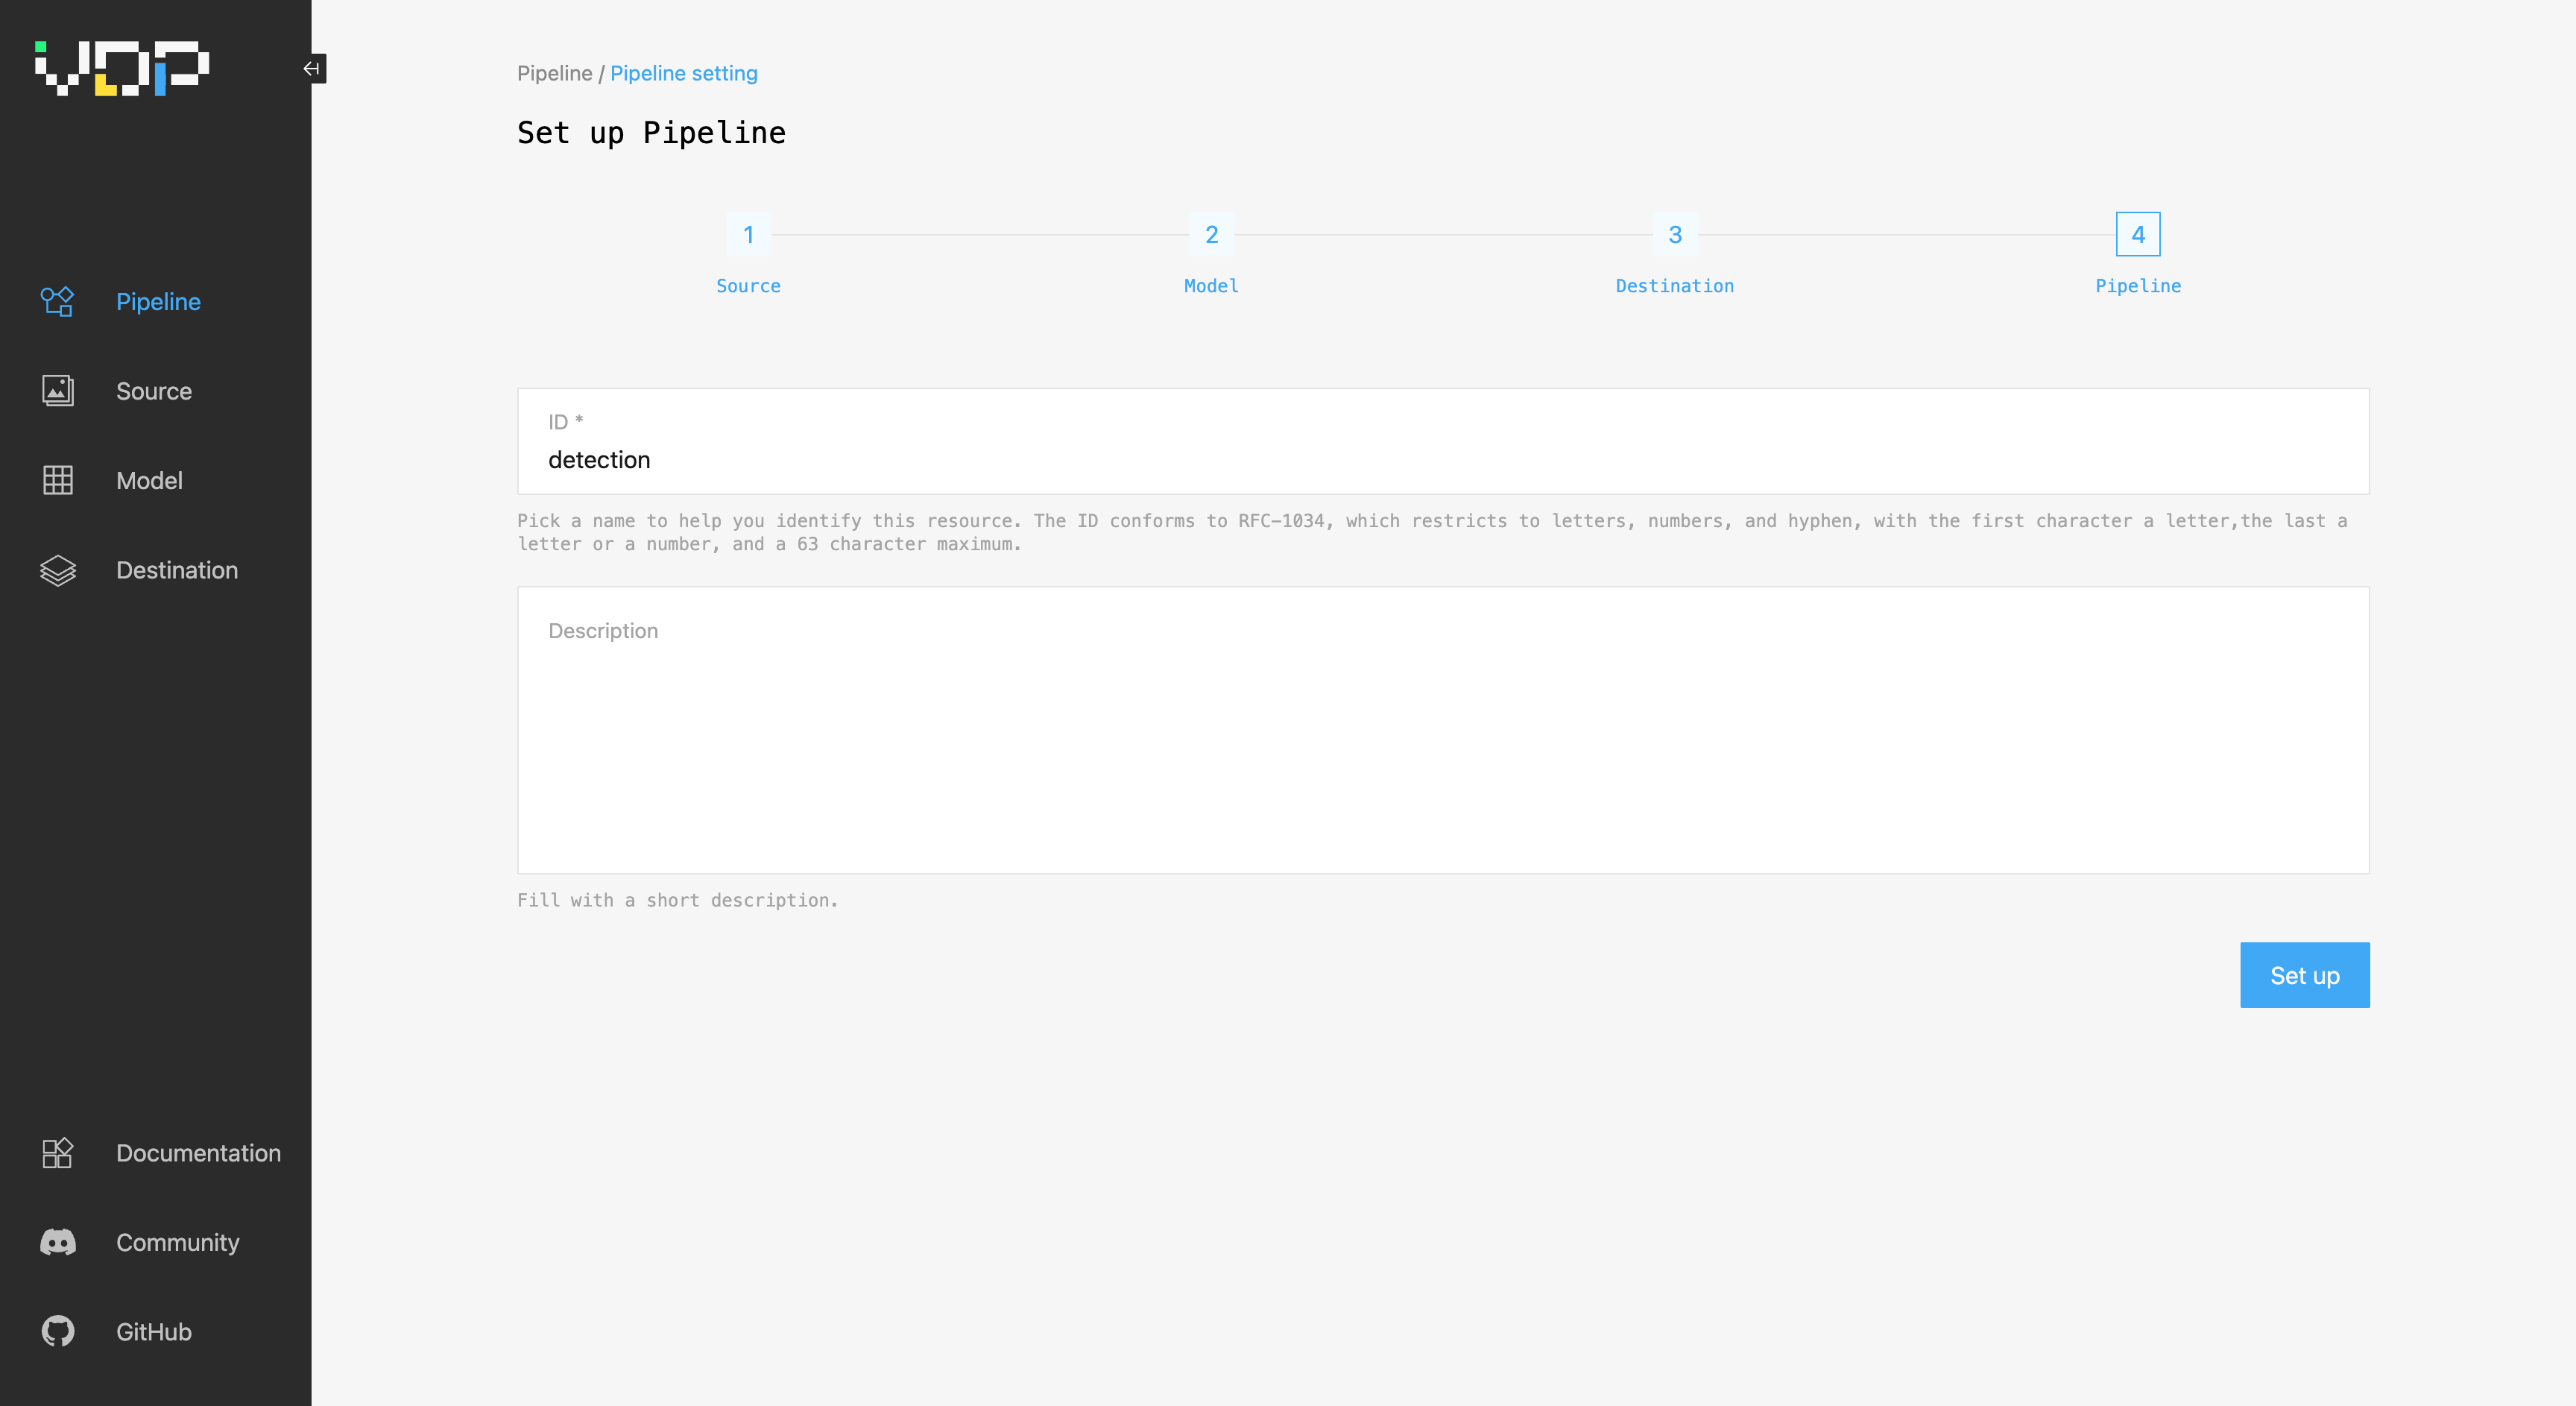 VDP
Pipeline
Source
Model
Destination
Documentation
Community
GitHub
Pipeline / Pipeline setting
Set up Pipeline
1
2
3
4
Source
Model
Destination
Pipeline
ID *
detection
Pick a name to help you identify this resource. The ID conforms to RFC-1034, which restricts to letters, numbers, and hyphen, with the first character a letter,the last a
letter or a number, and a 63 character maximum.
Description
Fill with a short description.
Set up